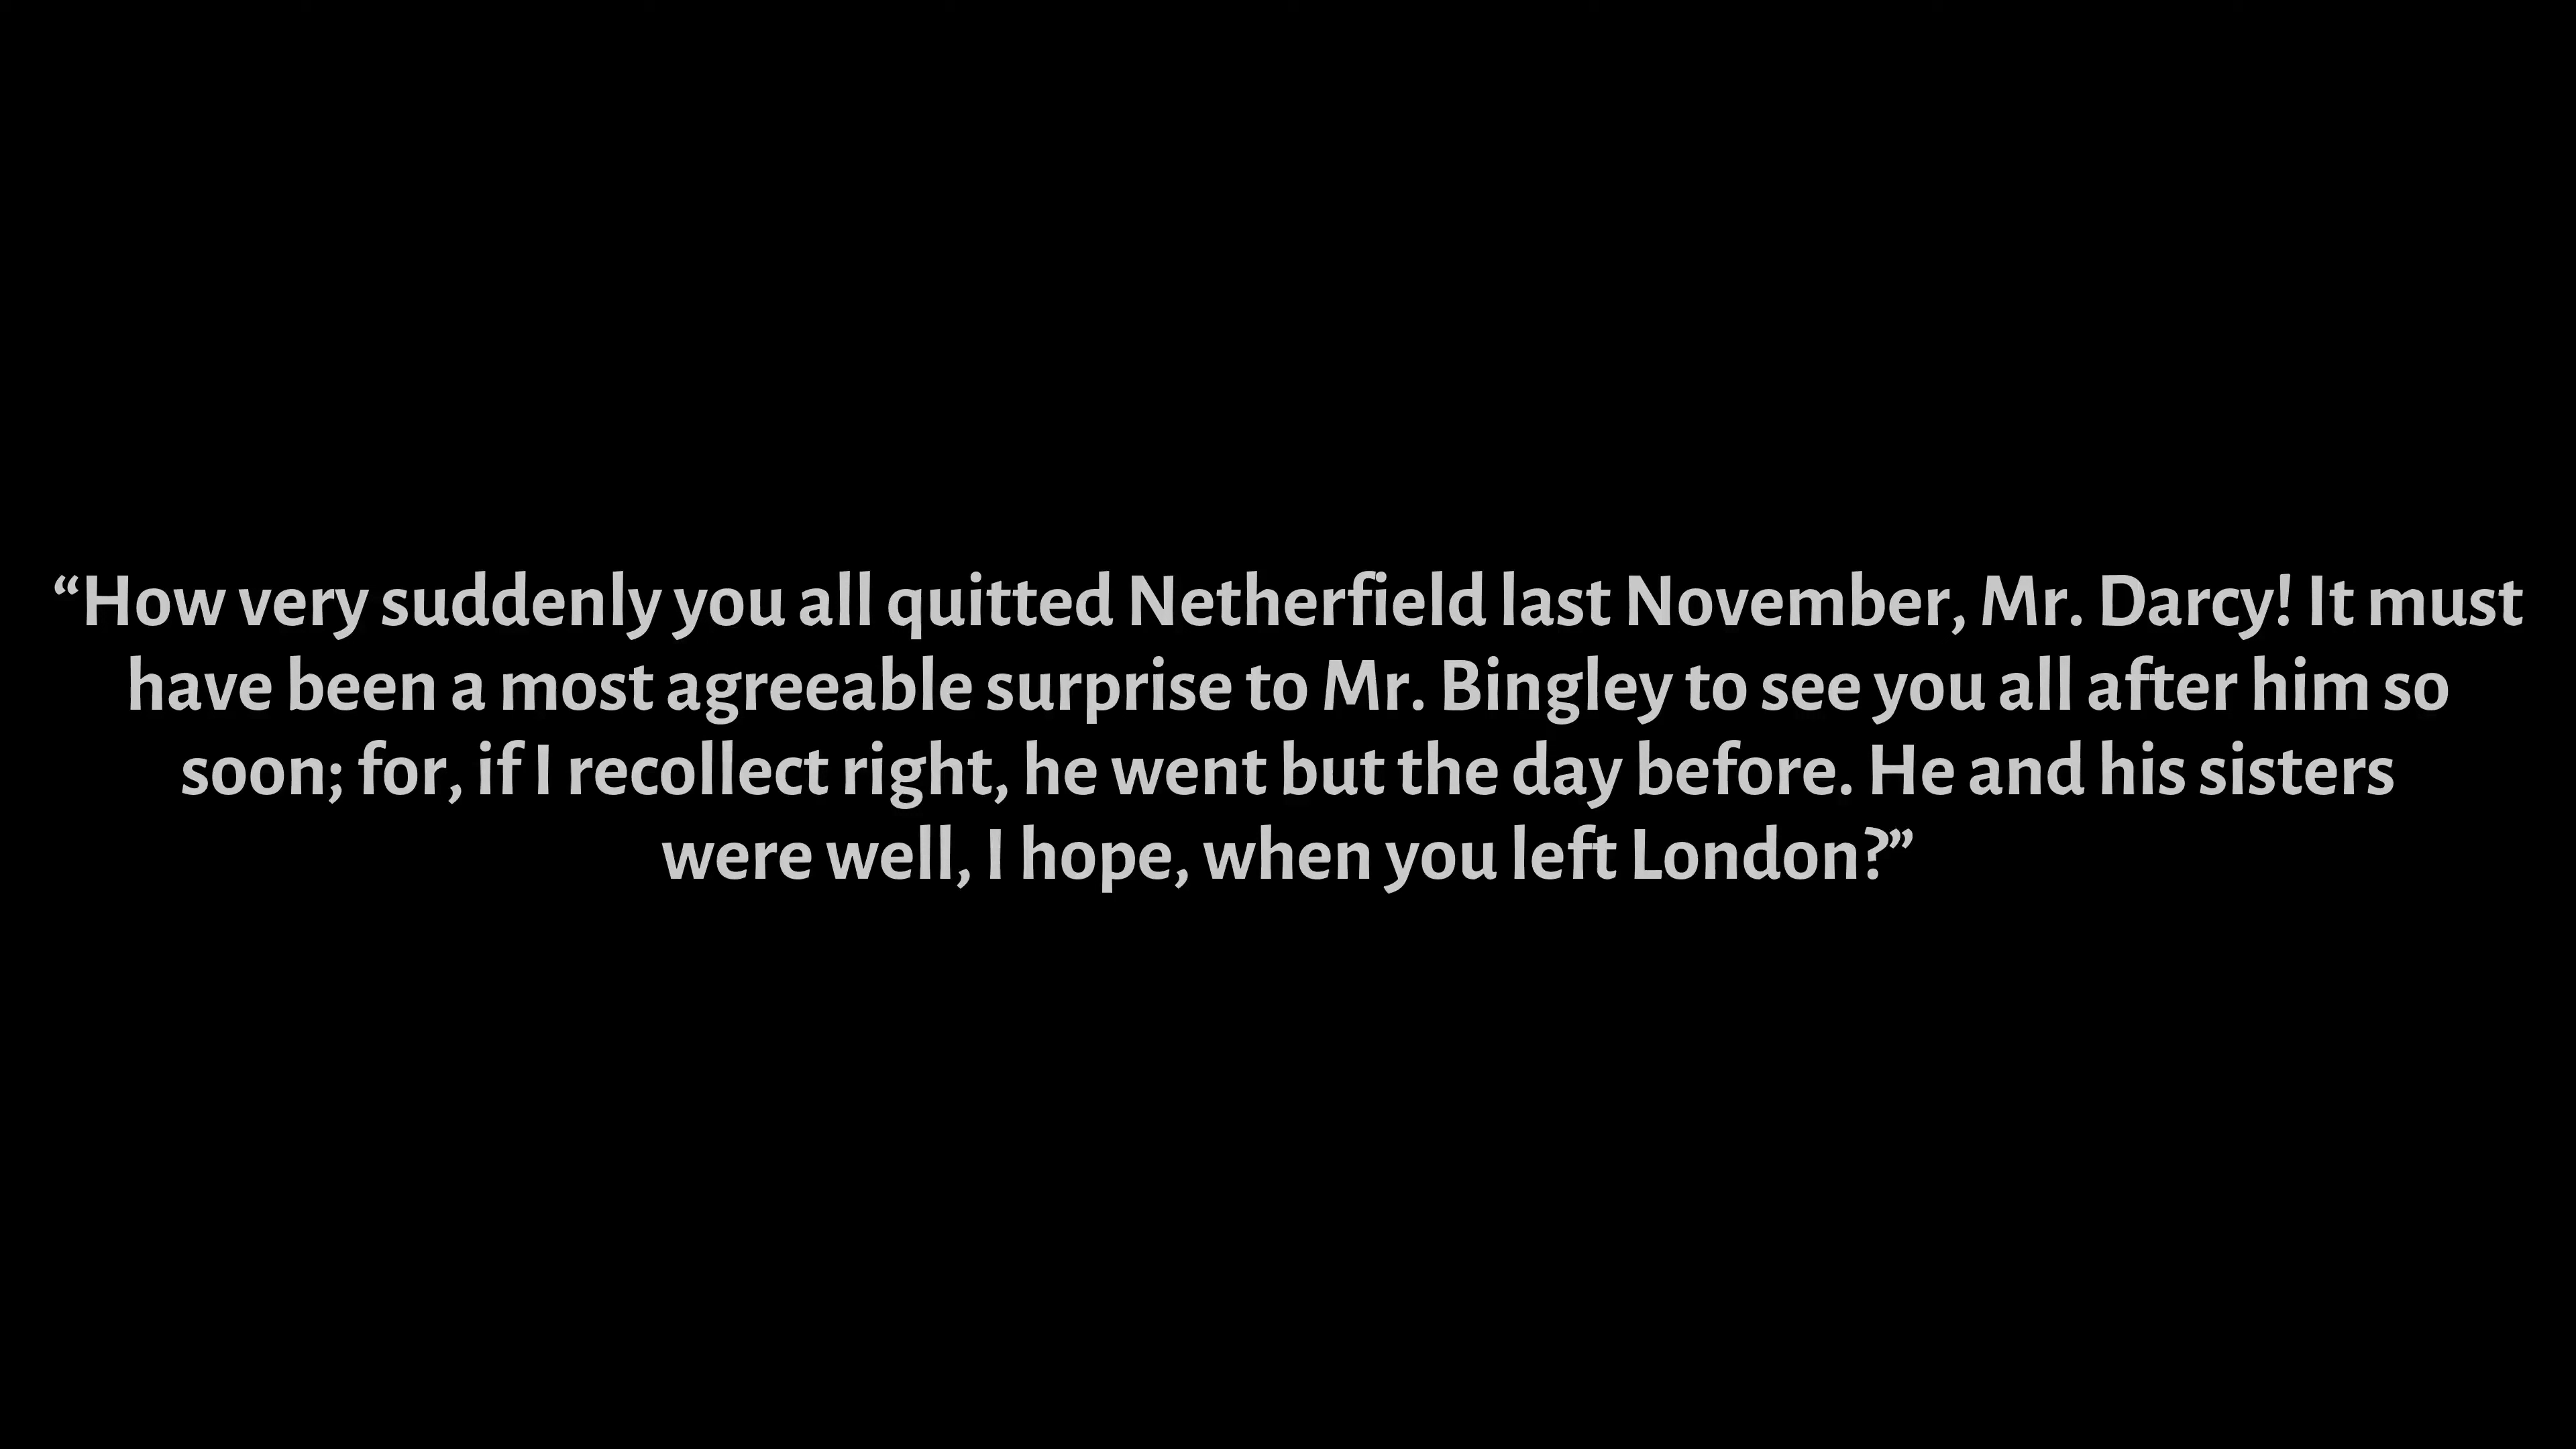 “How very suddenly you all quitted Netherfield last November, Mr. Darcy! It must
have been a most agreeable surprise to Mr. Bingley to see you all after him so
soon; for, if I recollect right, he went but the day before. He and his sisters
were well, I hope, when you left London?”